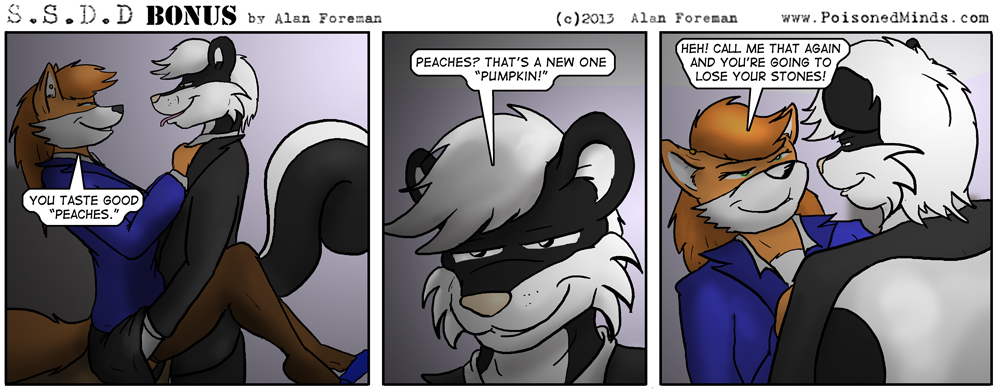 S.S.D.D BONUS by Alan Foreman (c)2013 Alan Foreman www.PoisonedMinds.com
YOU TASTE GOOD
"PEACHES."
PEACHES? THAT'S A NEW ONE
"PUMPKIN!"
HEH! CALL ME THAT AGAIN
AND YOU'RE GOING TO
LOSE YOUR STONES!